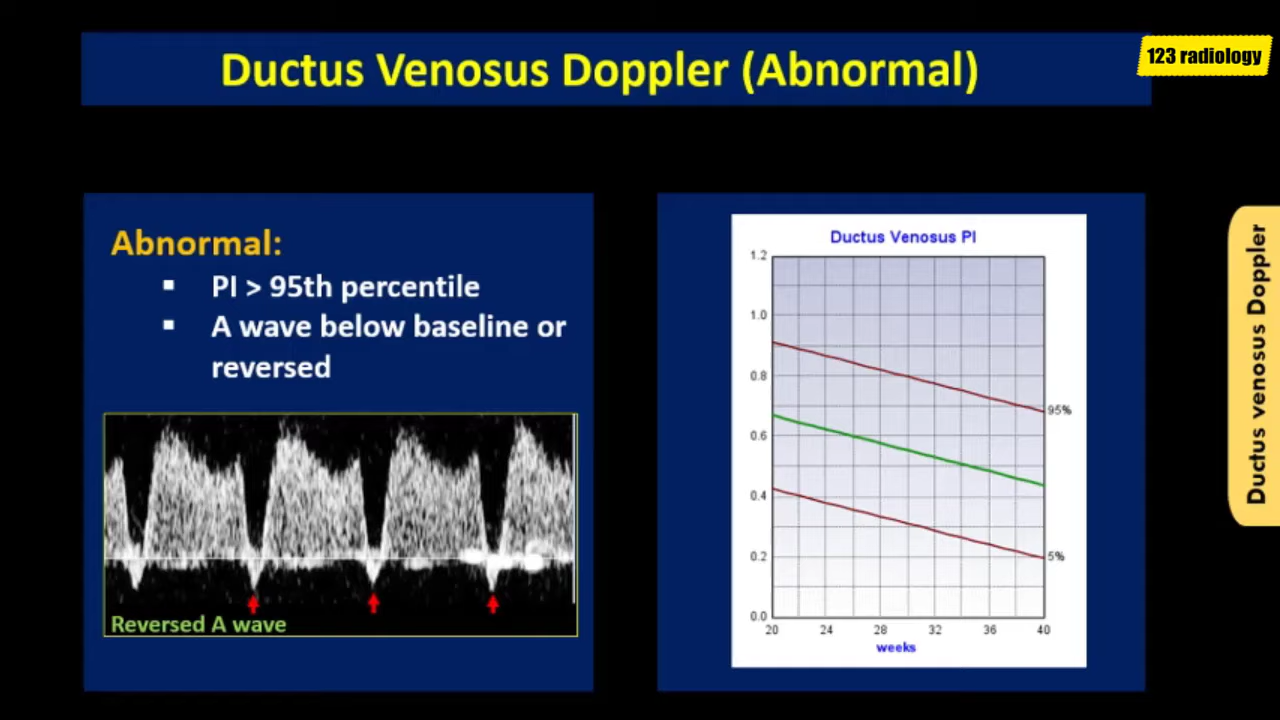 Ductus Venosus Doppler (Abnormal)
123 radiology
Abnormal:
▪ PI > 95th percentile
▪ A wave below baseline or
reversed
Reversed A wave
Ductus Venosus PI
1.2
1.0
0.8
0.6
0.4
0.2
0.0
95%
5%
20 24 28 32 36 40
weeks
Ductus venosus Doppler